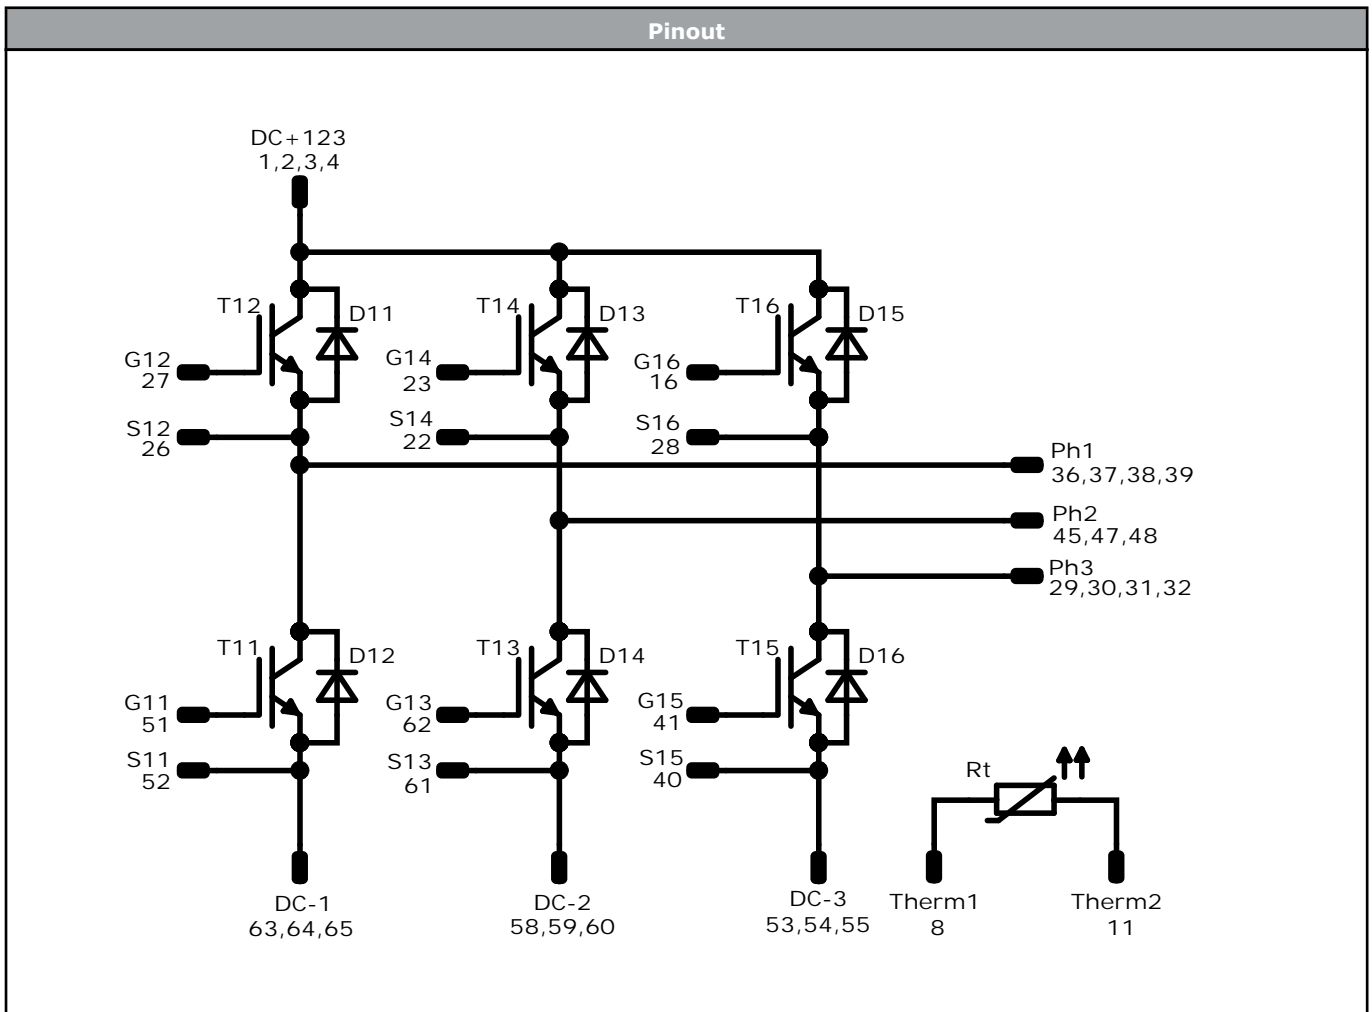 Pinout
DC+123
1,2,3,4
T12
D11
G12
27
S12
26
T14
D13
G14
23
S14
22
T16
D15
G16
16
S16
28
Ph1
36,37,38,39
Ph2
45,47,48
Ph3
29,30,31,32
T11
D12
G11
51
S11
52
T13
D14
G13
62
S13
61
T15
D16
G15
41
S15
40
Rt
DC-1
63,64,65
DC-2
58,59,60
DC-3
53,54,55
Therm1
8
Therm2
11